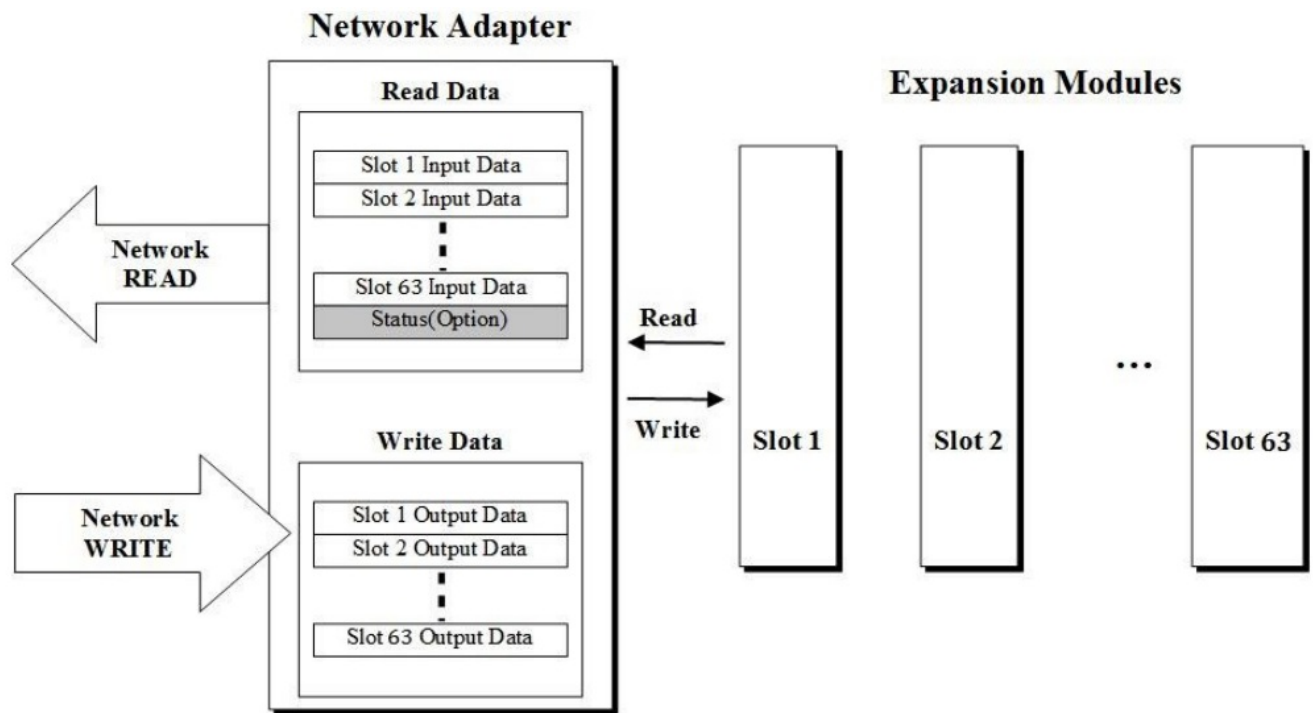 Network Adapter
Expansion Modules
Read Data
Slot 1 Input Data
Slot 2 Input Data
Slot 63 Input Data
Status(Option)
Network
READ
Read
Write
Write Data
Slot 1 Output Data
Slot 2 Output Data
Slot 63 Output Data
Network
WRITE
Slot 1
Slot 2
...
Slot 63